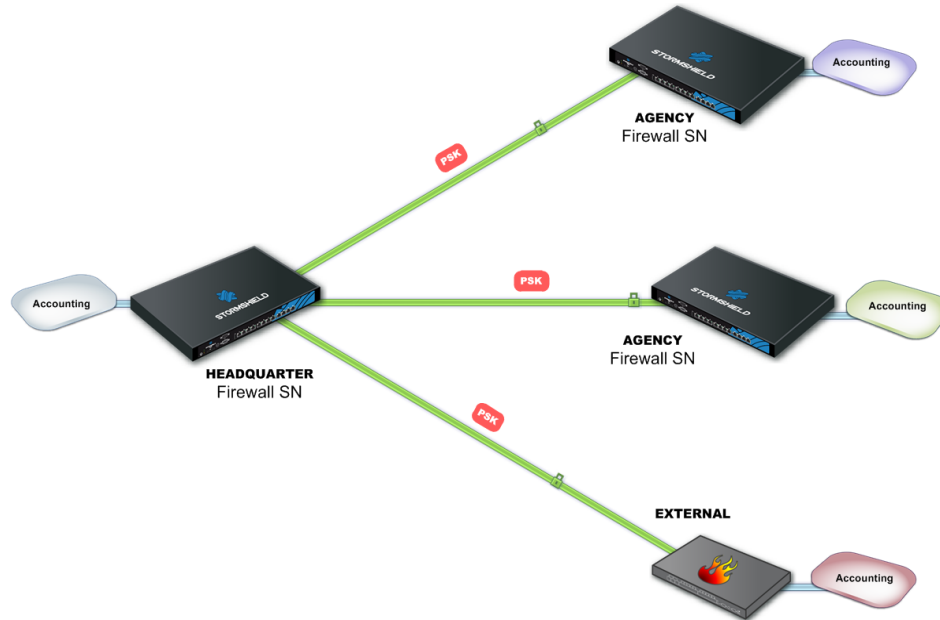 STORMSHIELD
Accounting
AGENCY
Firewall SN
PSK
STORMSHIELD
Accounting
PSK
STORMSHIELD
Accounting
AGENCY
Firewall SN
HEADQUARTER
Firewall SN
PSK
EXTERNAL
Accounting